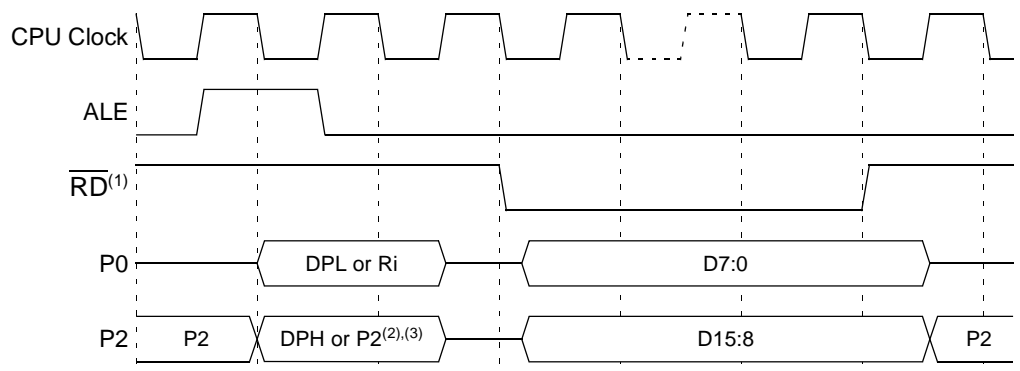 CPU Clock
ALE
RD(1)
P0 DPL or Ri D7:0
P2 P2 DPH or P2(2),(3) D15:8 P2